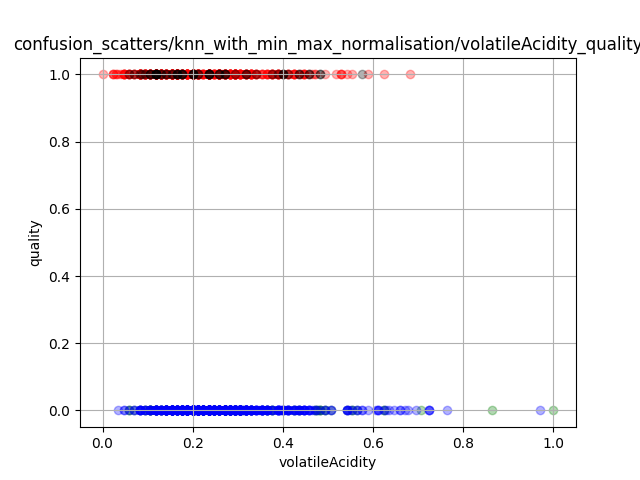 confusion_scatters/knn_with_min_max_normalisation/volatileAcidity_quality
1.0
0.8
0.6
0.4
0.2
0.0
quality
0.0 0.2 0.4 0.6 0.8 1.0
volatileAcidity